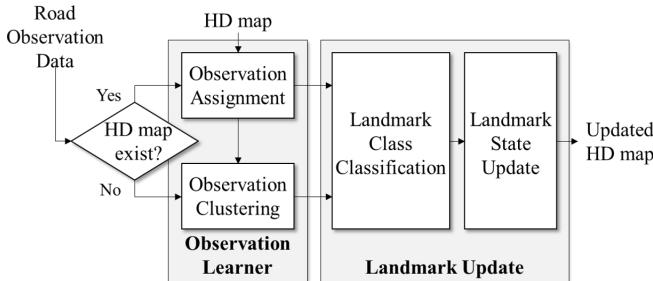 Road
Observation
Data
HD map
Yes
HD map
exist?
No
Observation
Assignment
Observation
Clustering
Observation
Learner
Landmark
Class
Classification
Landmark
State
Update
Landmark Update
Updated
HD map